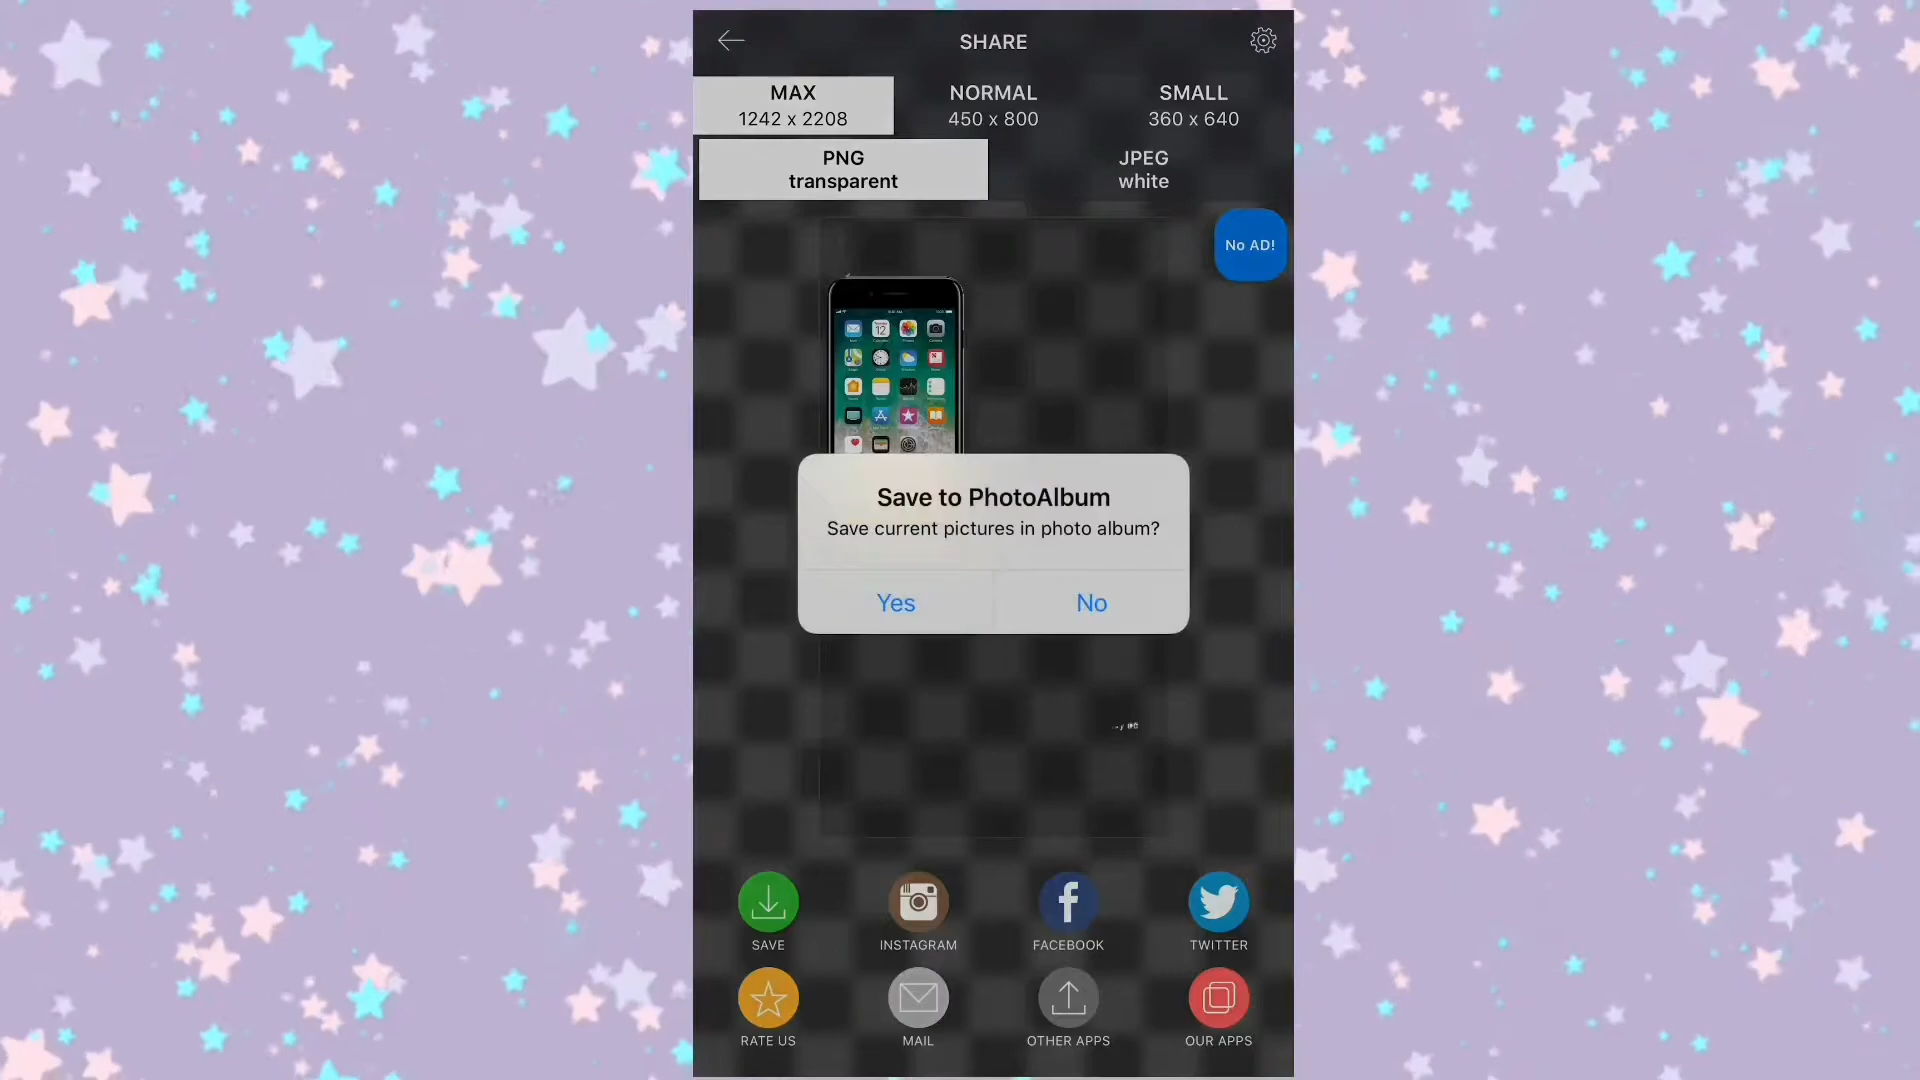 SHARE
MAX
1242 x 2208
NORMAL
450 x 800
SMALL
360 x 640
PNG
transparent
JPEG
white
No AD!
12
Save to PhotoAlbum
Save current pictures in photo album?
Yes
No
SAVE
INSTAGRAM
FACEBOOK
TWITTER
RATE US
MAIL
OTHER APPS
OUR APPS